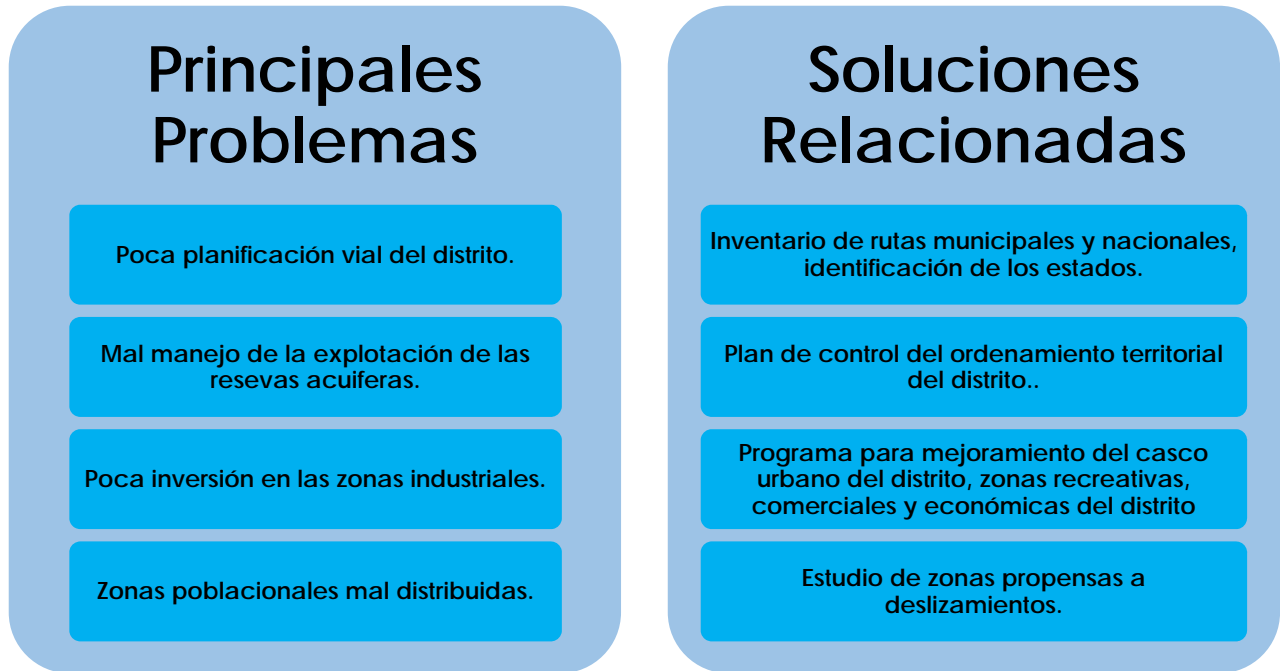 Principales
Problemas
Poca planificación vial del distrito.
Mal manejo de la explotación de las
resevas acuiferas.
Poca inversión en las zonas industriales.
Zonas poblacionales mal distribuidas.
Soluciones
Relacionadas
Inventario de rutas municipales y nacionales,
identificación de los estados.
Plan de control del ordenamiento territorial
del distrito..
Programa para mejoramiento del casco
urbano del distrito, zonas recreativas,
comerciales y económicas del distrito
Estudio de zonas propensas a
deslizamientos.